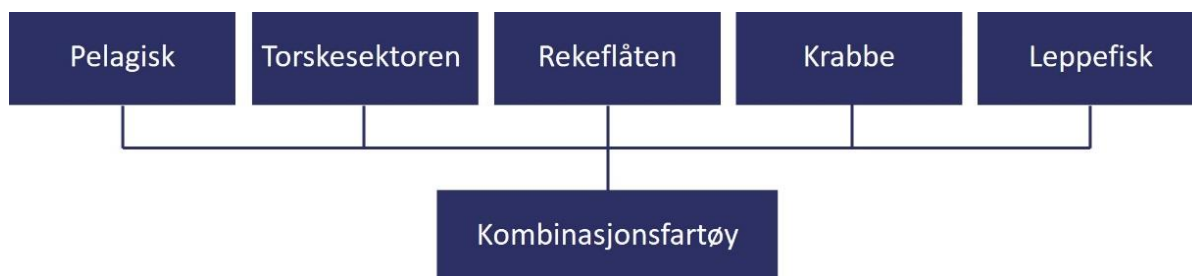 Pelagisk
Torskesektoren
Rekeflåten
Krabbe
Leppefisk
Kombinasjonsfartøy